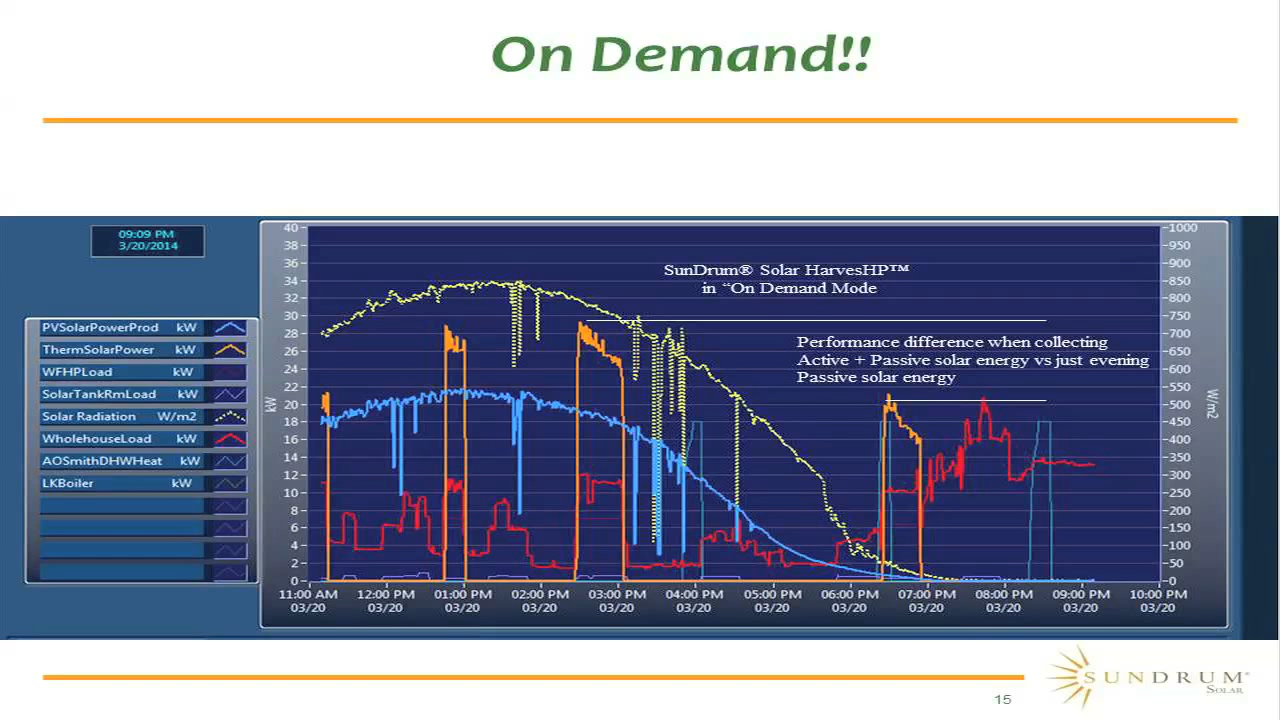 On Demand!!
09:09 PM
3/20/2014
PVSolarPowerProd kW
ThermSolarPower kW
WFHPLoad kW
SolarTankRmLoad kW
Solar Radiation W/m2
WholehouseLoad kW
AOSmithDHWHeat kW
LKBoiler kW
40
38
36
34
32
30
28
26
24
22
20
18
16
14
12
10
8
6
4
2
0
kW
SunDrum® Solar HarvesHP™
in “On Demand Mode
Performance difference when collecting
Active + Passive solar energy vs just evening
Passive solar energy
1000
950
900
850
800
750
700
650
600
550
500
450
400
350
300
250
200
150
100
50
0
W/m2
11:00 AM 12:00 PM 01:00 PM 02:00 PM 03:00 PM 04:00 PM 05:00 PM 06:00 PM 07:00 PM 08:00 PM 09:00 PM 10:00 PM
03/20 03/20 03/20 03/20 03/20 03/20 03/20 03/20 03/20 03/20 03/20 03/20
SUNDRUM®
SOLAR
15